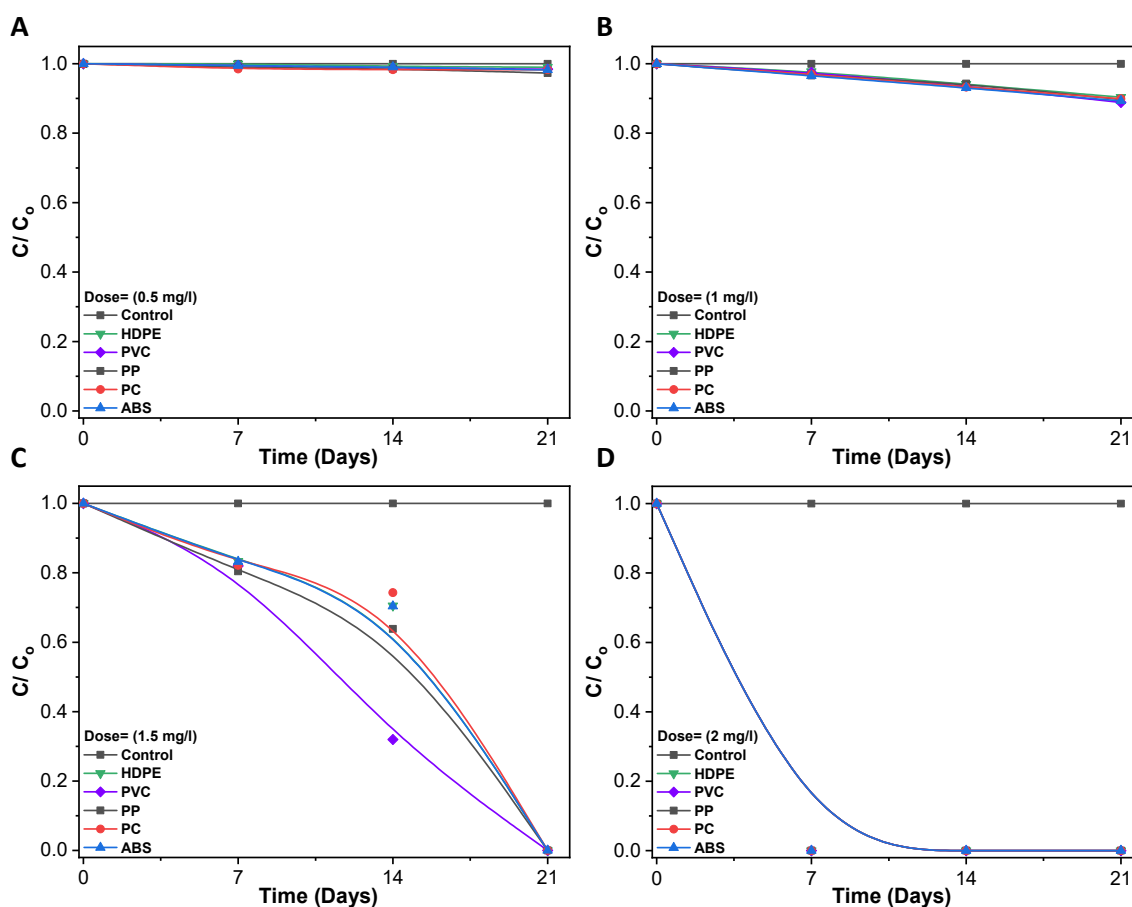 A
C/ Co
1.0
0.8
0.6
0.4
0.2
0.0
Dose= (0.5 mg/l)
Control
HDPE
PVC
PP
PC
ABS
0 7 14 21
Time (Days)
B
C/ Co
1.0
0.8
0.6
0.4
0.2
0.0
Dose= (1 mg/l)
Control
HDPE
PVC
PP
PC
ABS
0 7 14 21
Time (Days)
C
C/ Co
1.0
0.8
0.6
0.4
0.2
0.0
Dose= (1.5 mg/l)
Control
HDPE
PVC
PP
PC
ABS
0 7 14 21
Time (Days)
D
C/ Co
1.0
0.8
0.6
0.4
0.2
0.0
Dose= (2 mg/l)
Control
HDPE
PVC
PP
PC
ABS
0 7 14 21
Time (Days)